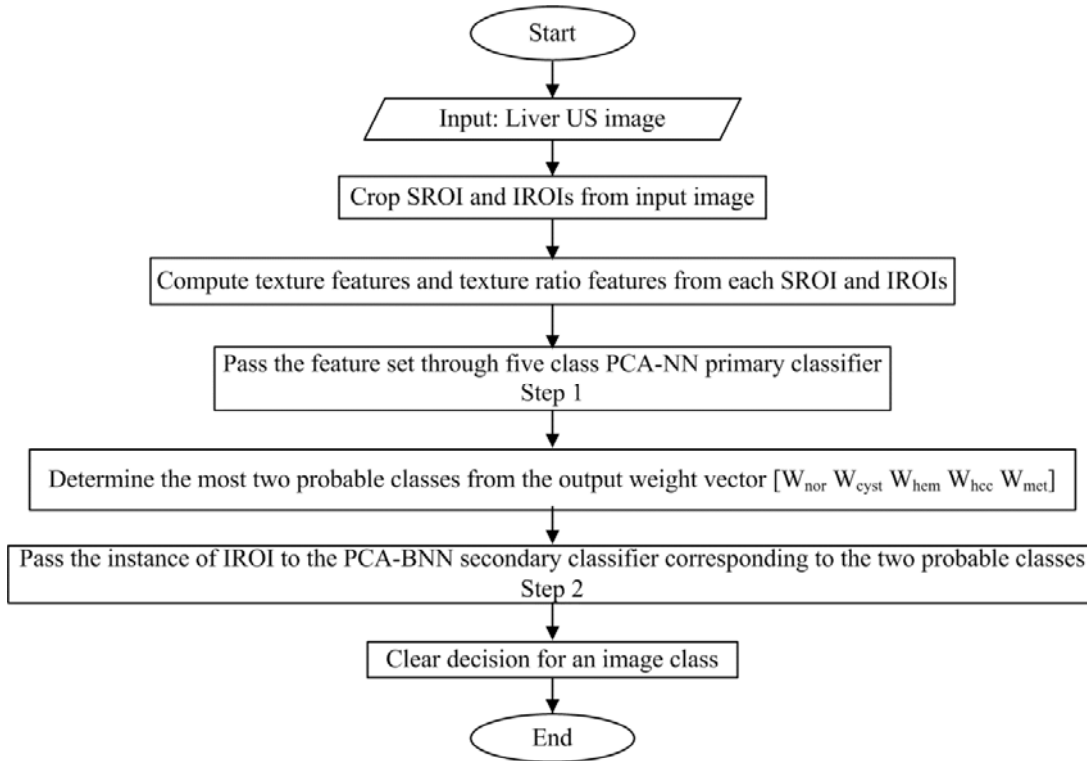 Start
Input: Liver US image
Crop SROI and IROIs from input image
Compute texture features and texture ratio features from each SROI and IROIs
Pass the feature set through five class PCA-NN primary classifier
Step 1
Determine the most two probable classes from the output weight vector [Wnor Wcyst Whem Whcc Wmet]
Pass the instance of IROI to the PCA-BNN secondary classifier corresponding to the two probable classes
Step 2
Clear decision for an image class
End